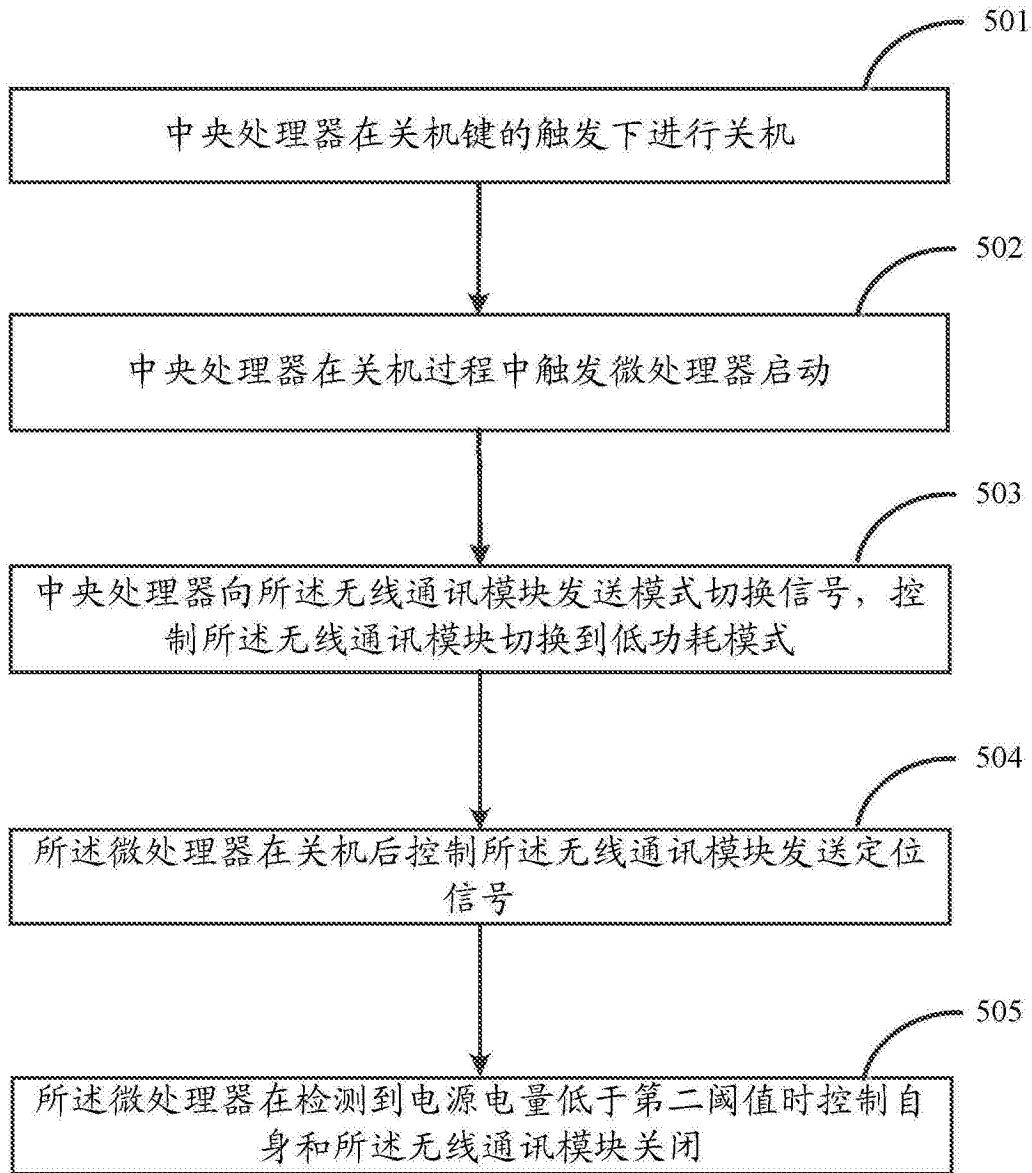 501
中央处理器在关机键的触发下进行关机
502
中央处理器在关机过程中触发微处理器启动
503
中央处理器向所述无线通讯模块发送模式切换信号，控
制所述无线通讯模块切换到低功耗模式
504
所述微处理器在关机后控制所述无线通讯模块发送定位
信号
505
所述微处理器在检测到电源电量低于第二阈值时控制自
身和所述无线通讯模块关闭